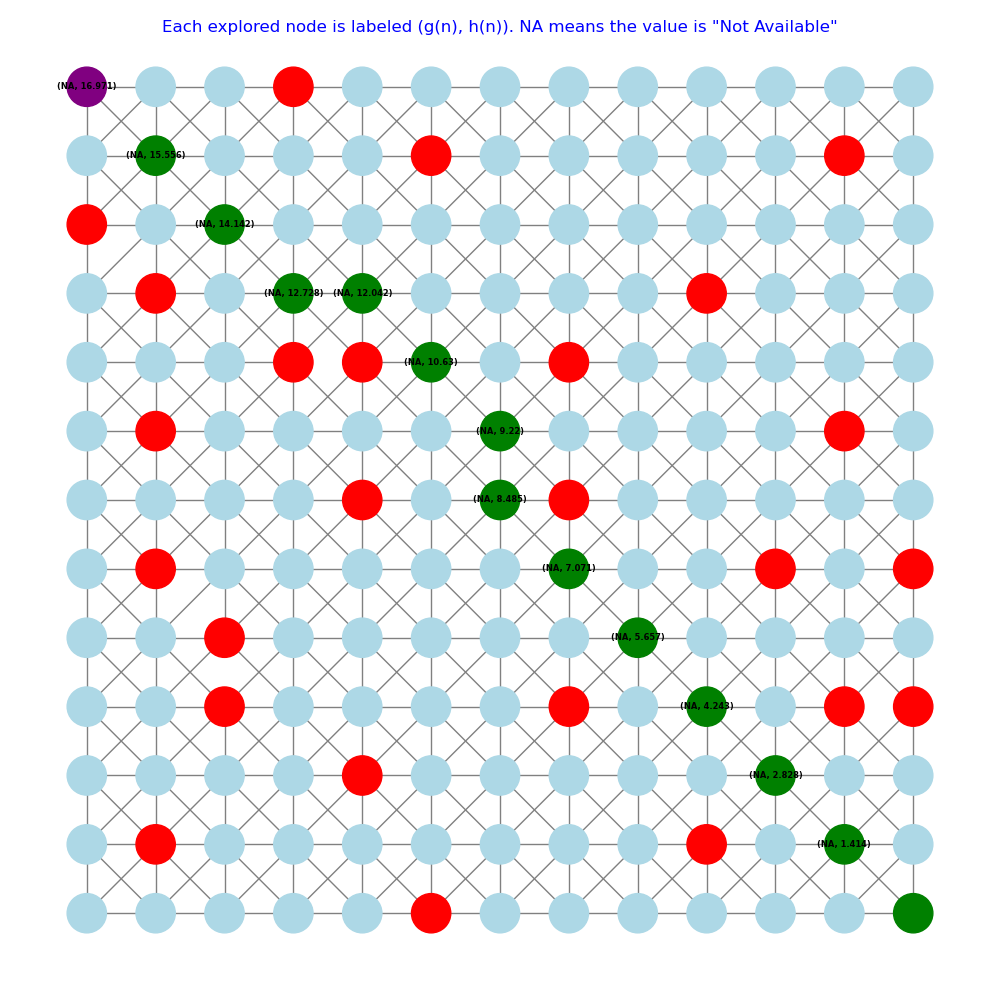 Each explored node is labeled (g(n), h(n)). NA means the value is "Not Available"
(NA, 16.971)
(NA, 15.556)
(NA, 14.142)
(NA, 12.728) (NA, 12.042)
(NA, 10.63)
(NA, 9.22)
(NA, 8.485)
(NA, 7.071)
(NA, 5.657)
(NA, 4.243)
(NA, 2.828)
(NA, 1.414)